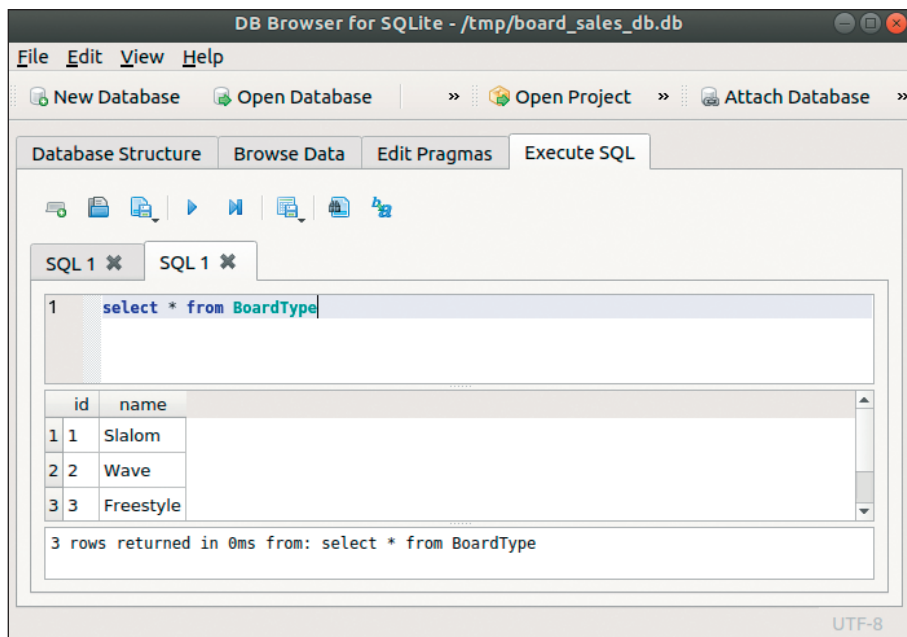 DB Browser for SQLite - /tmp/board_sales_db.db
File Edit View Help
New Database Open Database » Open Project » Attach Database »
Database Structure Browse Data Edit Pragmas Execute SQL
SQL 1 SQL 1
1 select * from BoardType
id name
1 1 Slalom
2 2 Wave
3 3 Freestyle
3 rows returned in 0ms from: select * from BoardType
UTF-8